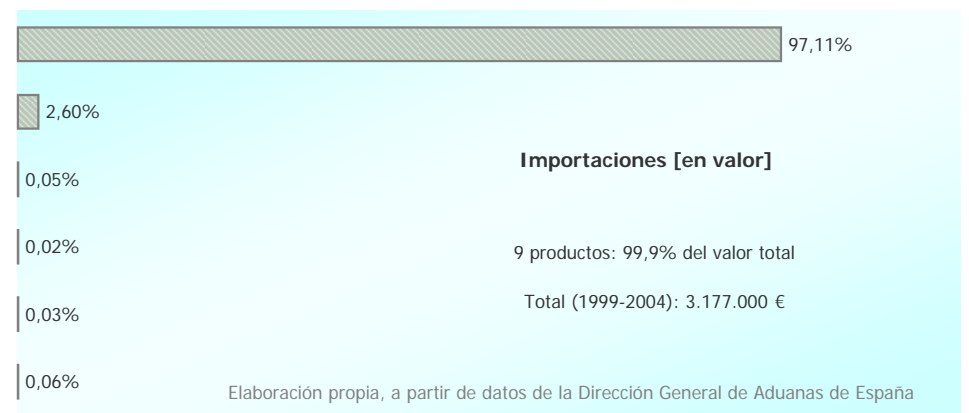 97,11%
2,60%
Importaciones [en valor]
0,05%
0,02%
9 productos: 99,9% del valor total
Total (1999-2004): 3.177.000 €
0,03%
0,06%
Elaboración propia, a partir de datos de la Dirección General de Aduanas de España